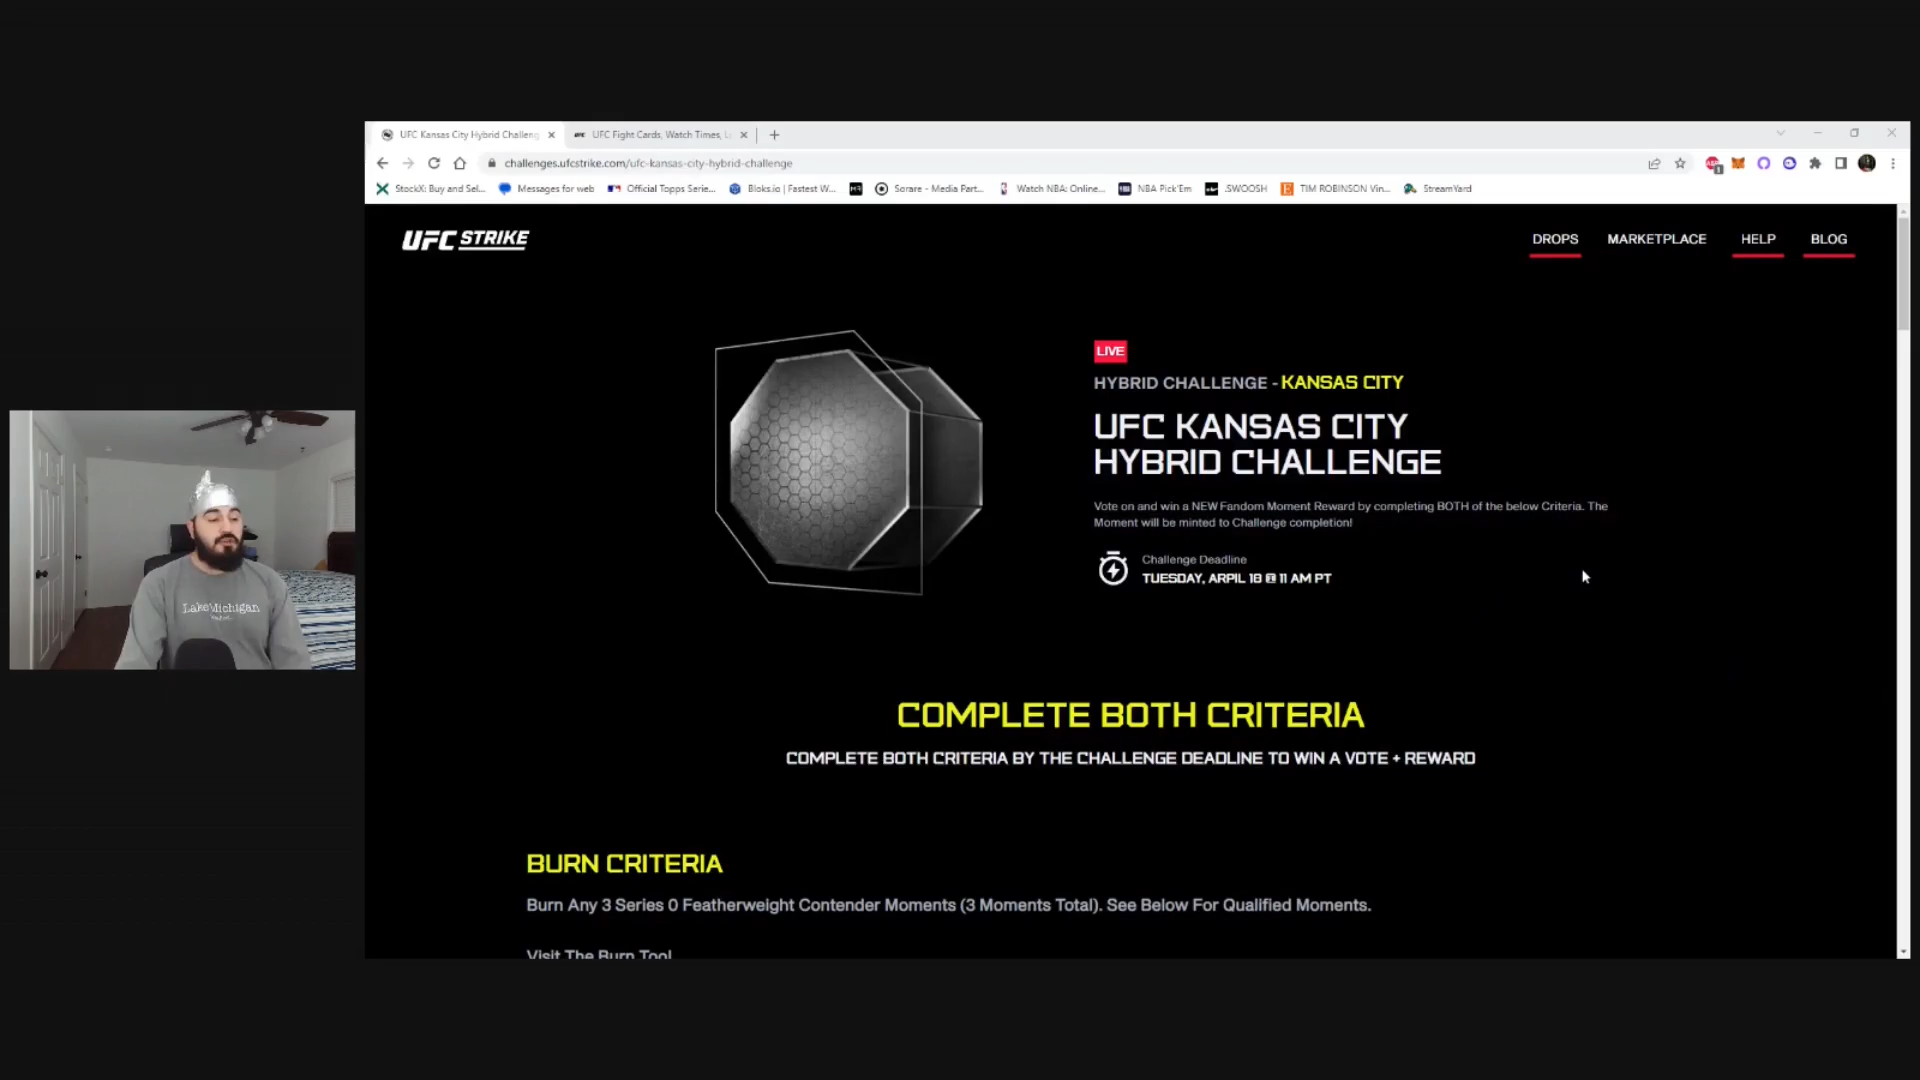 UFC Kansas City Hybrid Challeng
UFC Fight Cards, Watch Times, L
challenges.ufcstrike.com/ufc-kansas-city-hybrid-challenge
StockX: Buy and Sel...
Messages for web
Official Topps Serie...
Bloks.io | Fastest W...
Sorare - Media Part...
Watch NBA: Online...
NBA Pick'Em
.SWOOSH
TIM ROBINSON Vin...
StreamYard
UFC STRIKE
DROPS
MARKETPLACE
HELP
BLOG
LIVE
HYBRID CHALLENGE - KANSAS CITY
UFC KANSAS CITY
HYBRID CHALLENGE
Vote on and win a NEW Fandom Moment Reward by completing BOTH of the below Criteria. The
Moment will be minted to Challenge completion!
Challenge Deadline
TUESDAY, ARPIL 18 @ 11 AM PT
COMPLETE BOTH CRITERIA
COMPLETE BOTH CRITERIA BY THE CHALLENGE DEADLINE TO WIN A VOTE + REWARD
BURN CRITERIA
Burn Any 3 Series 0 Featherweight Contender Moments (3 Moments Total). See Below For Qualified Moments.
Visit The Burn Tool
Lake Michigan